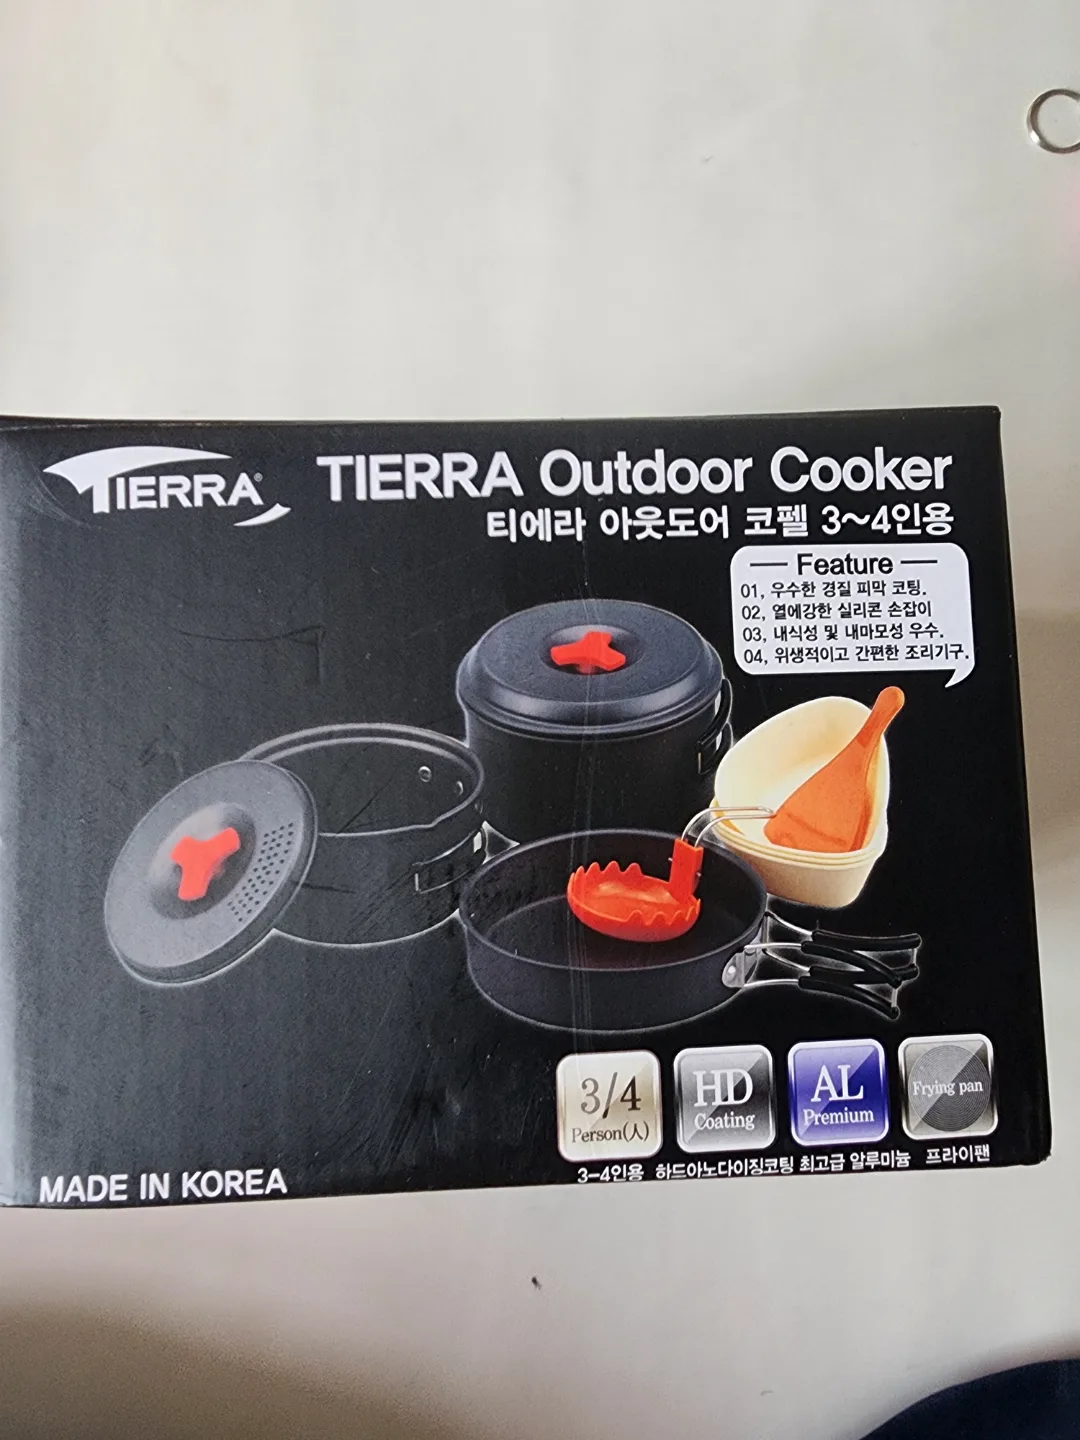 TIERRA®
TIERRA Outdoor Cooker
티에라 아웃도어 코펠 3~4인용
Feature
01, 우수한 경질 피막 코팅.
02, 열에강한 실리콘 손잡이
03, 내식성 및 내마모성 우수.
04, 위생적이고 간편한 조리기구.
3/4
Person(人)
3-4인용
HD
Coating
하드아노다이징코팅
AL
Premium
최고급 알루미늄
Frying pan
프라이팬
MADE IN KOREA